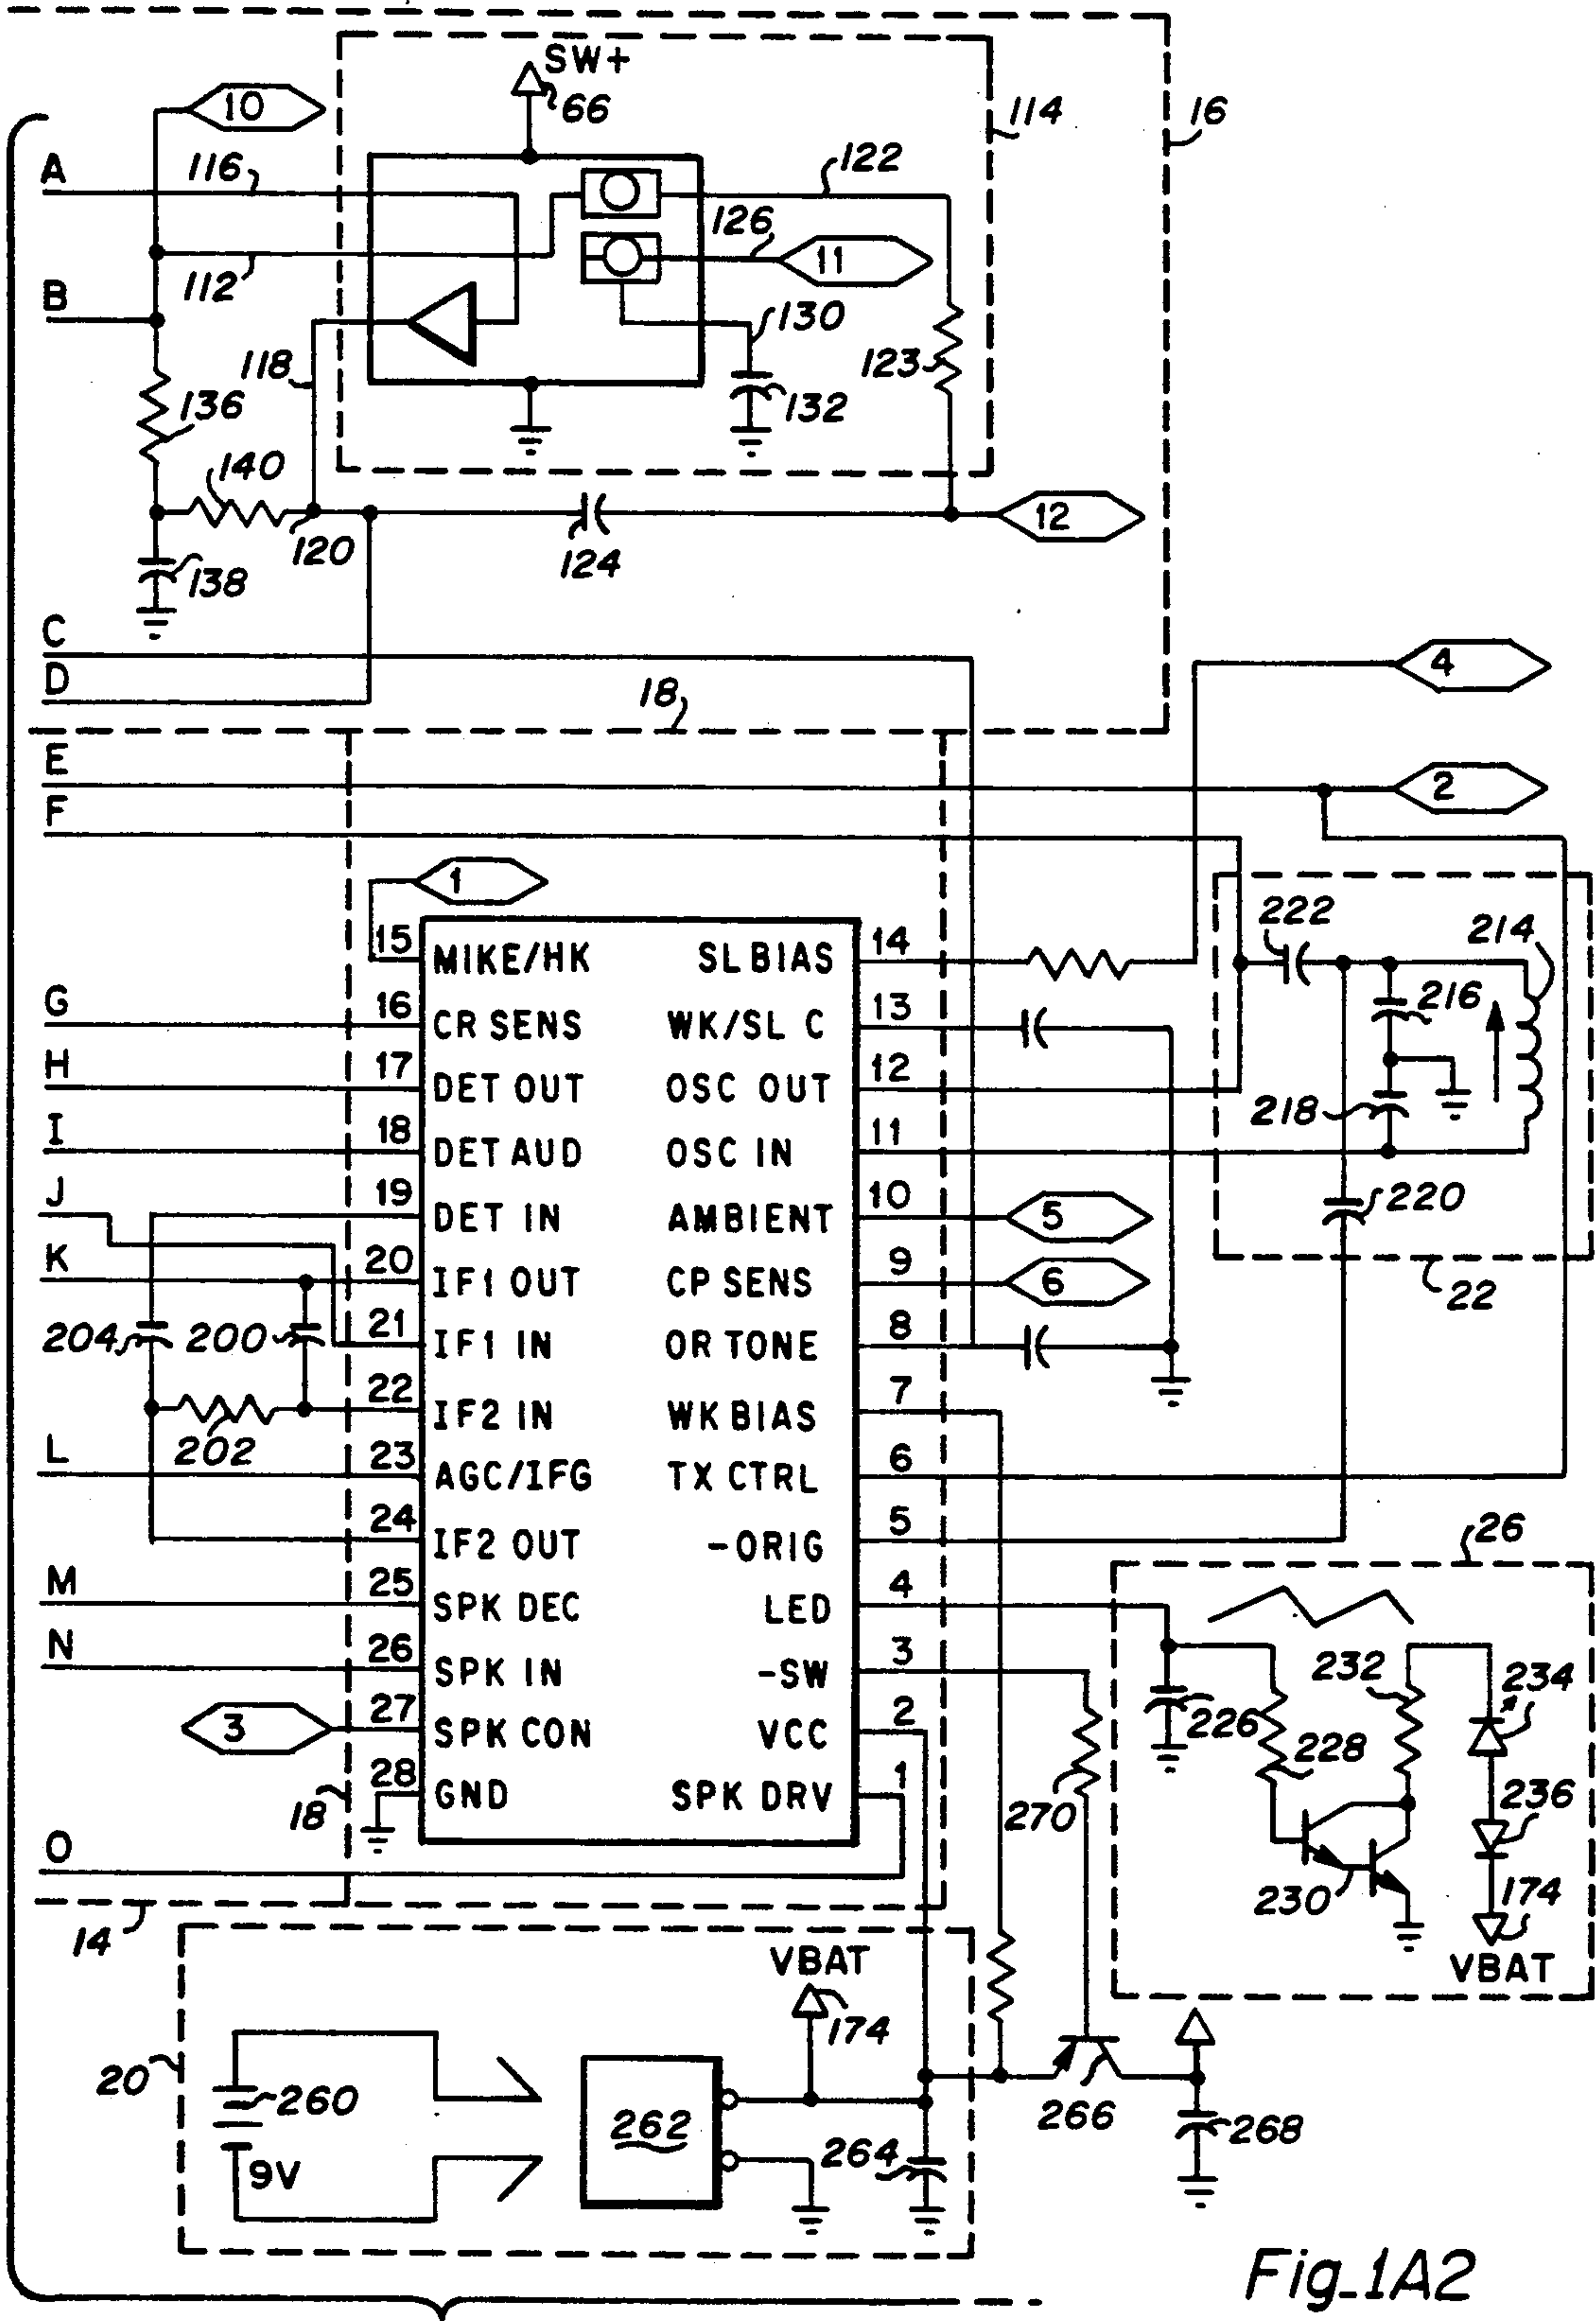 SW+
66
10
114
16
A
116
122
126
11
112
B
118
130
123
132
136
140
120
124
12
138
C
D
4
18
E
2
F
1
222
214
15 MIKE/HK SL BIAS 14
216
G 16 CR SENS WK/SL C 13
H 17 DET OUT OSC OUT 12
218
I 18 DET AUD OSC IN 11
J 19 DET IN AMBIENT 10 5
220
K 20 IF1 OUT CP SENS 9 6
22
204 200 21 IF1 IN OR TONE 8
22 IF2 IN WK BIAS 7
202
L 23 AGC/IFG TX CTRL 6
24 IF2 OUT -ORIG 5
26
M 25 SPK DEC LED 4
N 26 SPK IN -SW 3
232 234
3 27 SPK CON VCC 2
226 228
28 GND SPK DRV 1
18
270
236
O
230
174
14
VBAT
VBAT
174
20
260
262
266
268
264
9V
Fig_1A2